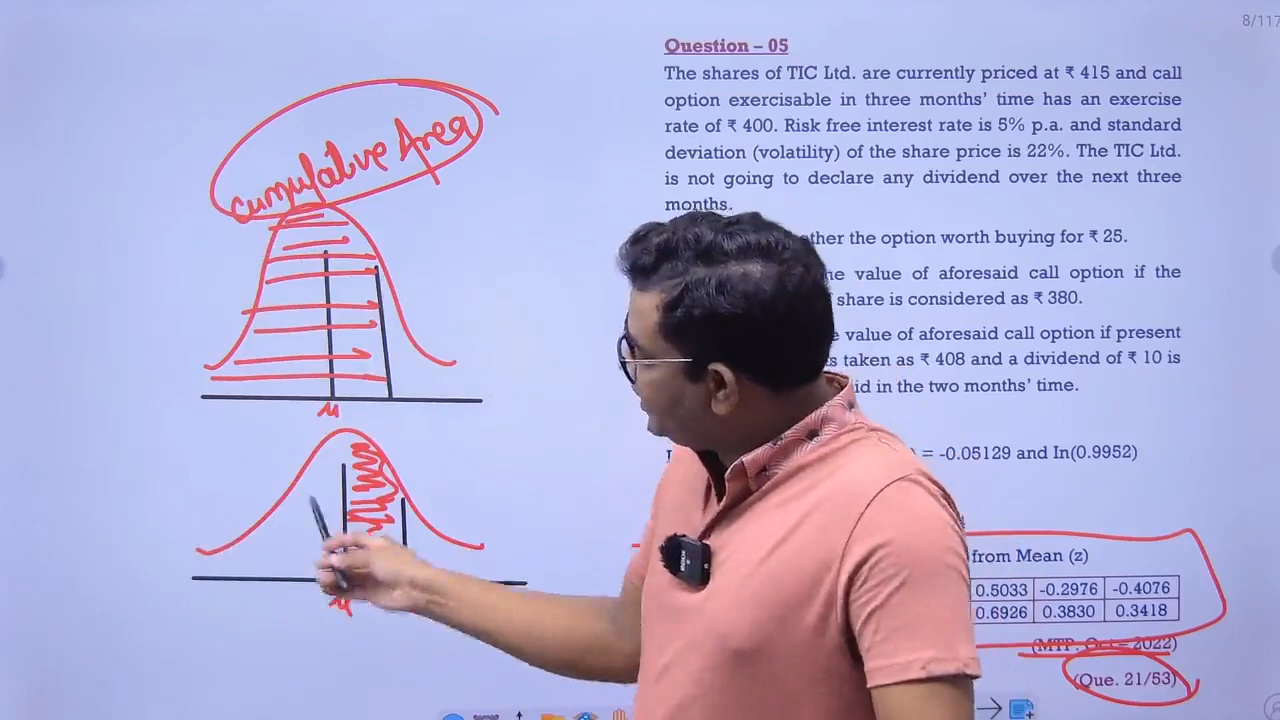 8/117
Question – 05
The shares of TIC Ltd. are currently priced at ₹ 415 and call
option exercisable in three months' time has an exercise
rate of ₹ 400. Risk free interest rate is 5% p.a. and standard
deviation (volatility) of the share price is 22%. The TIC Ltd.
is not going to declare any dividend over the next three
months.
the option worth buying for ₹ 25.
value of aforesaid call option if the
share is considered as ₹ 380.
value of aforesaid call option if present
taken as ₹ 408 and a dividend of ₹ 10 is
in the two months' time.
= -0.05129 and In(0.9952)
from Mean (z)
0.5033 -0.2976 -0.4076
0.6926 0.3830 0.3418
(MTP. Oct – 2022)
(Que. 21/53)
Cumulative Area
μ
μ